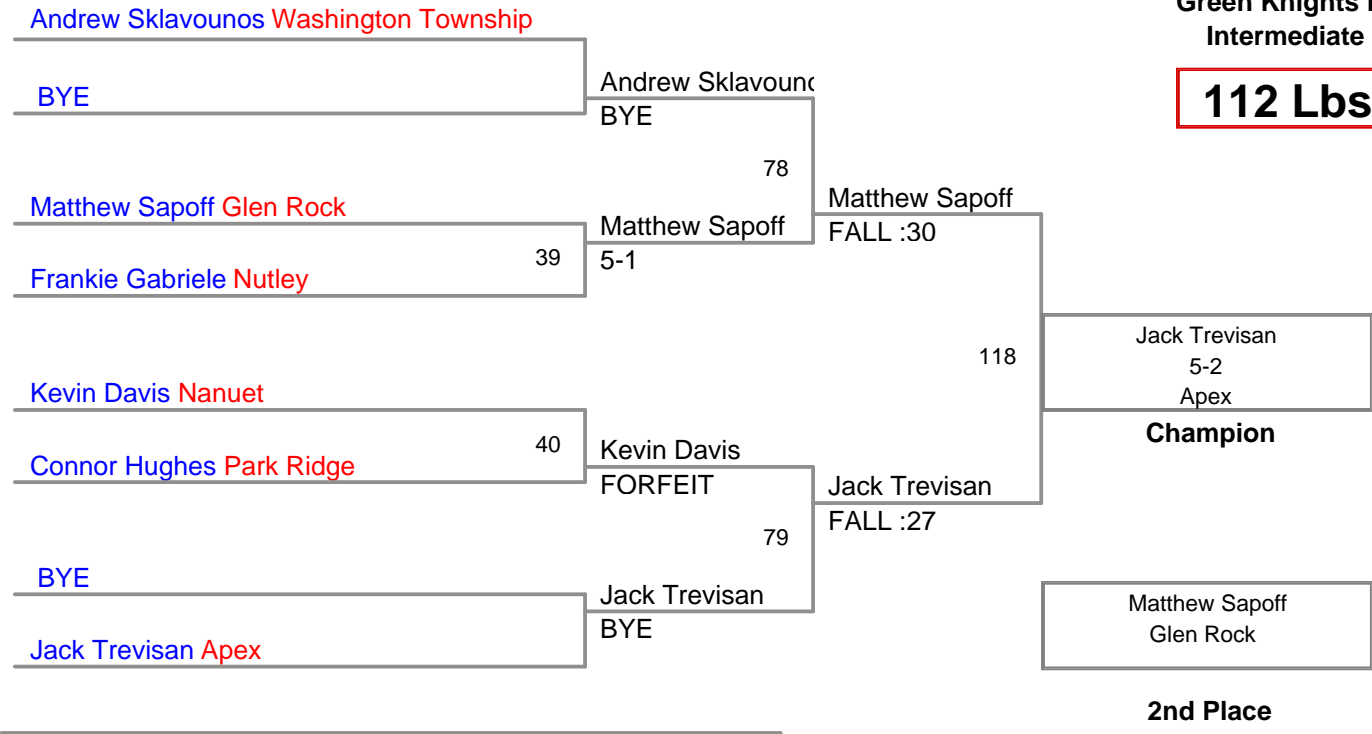 Green Knights
Intermediate
112 Lbs
Andrew Sklavounos Washington Township
BYE
Andrew Sklavouno
BYE
78
Matthew Sapoff Glen Rock
39
Frankie Gabriele Nutley
Matthew Sapoff
5-1
Matthew Sapoff
FALL :30
118
Kevin Davis Nanuet
40
Connor Hughes Park Ridge
Kevin Davis
FORFEIT
79
BYE
Jack Trevisan Apex
Jack Trevisan
BYE
Jack Trevisan
FALL :27
Jack Trevisan
5-2
Apex
Champion
Matthew Sapoff
Glen Rock
2nd Place